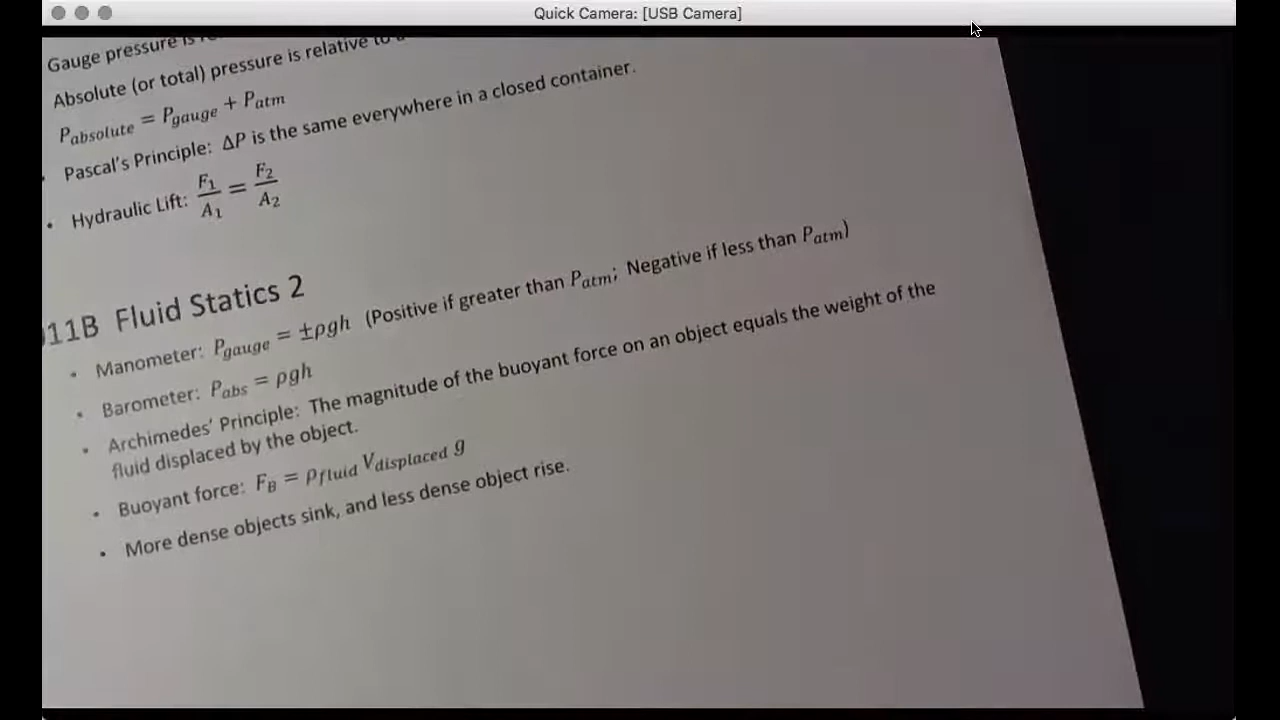 Quick Camera: [USB Camera]
Gauge pressure is
Absolute (or total) pressure is relative to
P_absolute = P_gauge + P_atm
Pascal's Principle: ΔP is the same everywhere in a closed container.
• Hydraulic Lift: F₁/A₁ = F₂/A₂
11B Fluid Statics 2
• Manometer: P_gauge = ±ρgh (Positive if greater than P_atm; Negative if less than P_atm)
• Barometer: P_abs = ρgh
• Archimedes' Principle: The magnitude of the buoyant force on an object equals the weight of the
fluid displaced by the object.
• Buoyant force: F_B = ρ_fluid V_displaced g
• More dense objects sink, and less dense object rise.